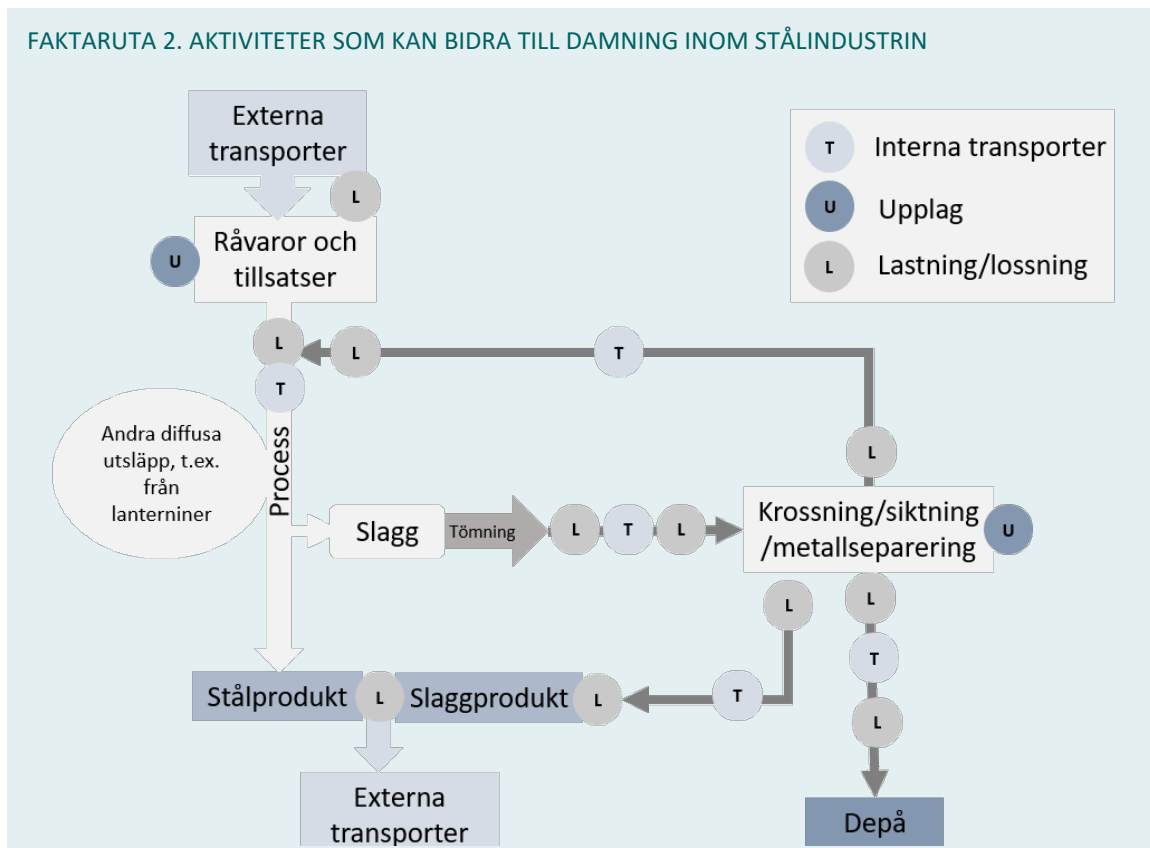 FAKTARUTA 2. AKTIVITETER SOM KAN BIDRA TILL DAMNING INOM STÅLINDUSTRIN
Externa
transporter
L
Råvaror och
tillsatser
U
T
Interna transporter
U
Upplag
L
Lastning/lossning
L
L
T
T
L
Andra diffusa
utsläpp, t.ex.
från
lanterniner
Process
Slagg
Tömning
L
T
L
Krossning/siktning
/metallseparering
U
L
L
T
L
Stålprodukt
L
Slaggprodukt
L
T
Externa
transporter
Depå